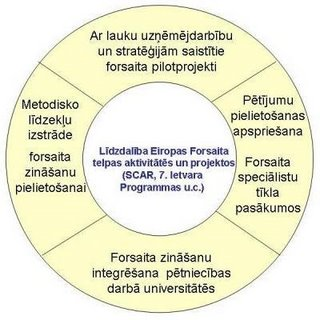 Ar lauku uzņēmējdarbību
un stratēģijām saistītie
forsaita pilotprojekti
Metodisko
līdzekļu
izstrāde
forsaita
zināšanu
pielietošanai
Līdzdalība Eiropas Forsaita
telpas aktivitātēs un projektos
(SCAR, 7. Ietvara
Programmas u.c.)
Pētījumu
pielietošanas
apspriešana
Forsaita
speciālistu
tīkla
pasākumos
Forsaita zināšanu
integrēšana pētniecības
darbā universitātēs